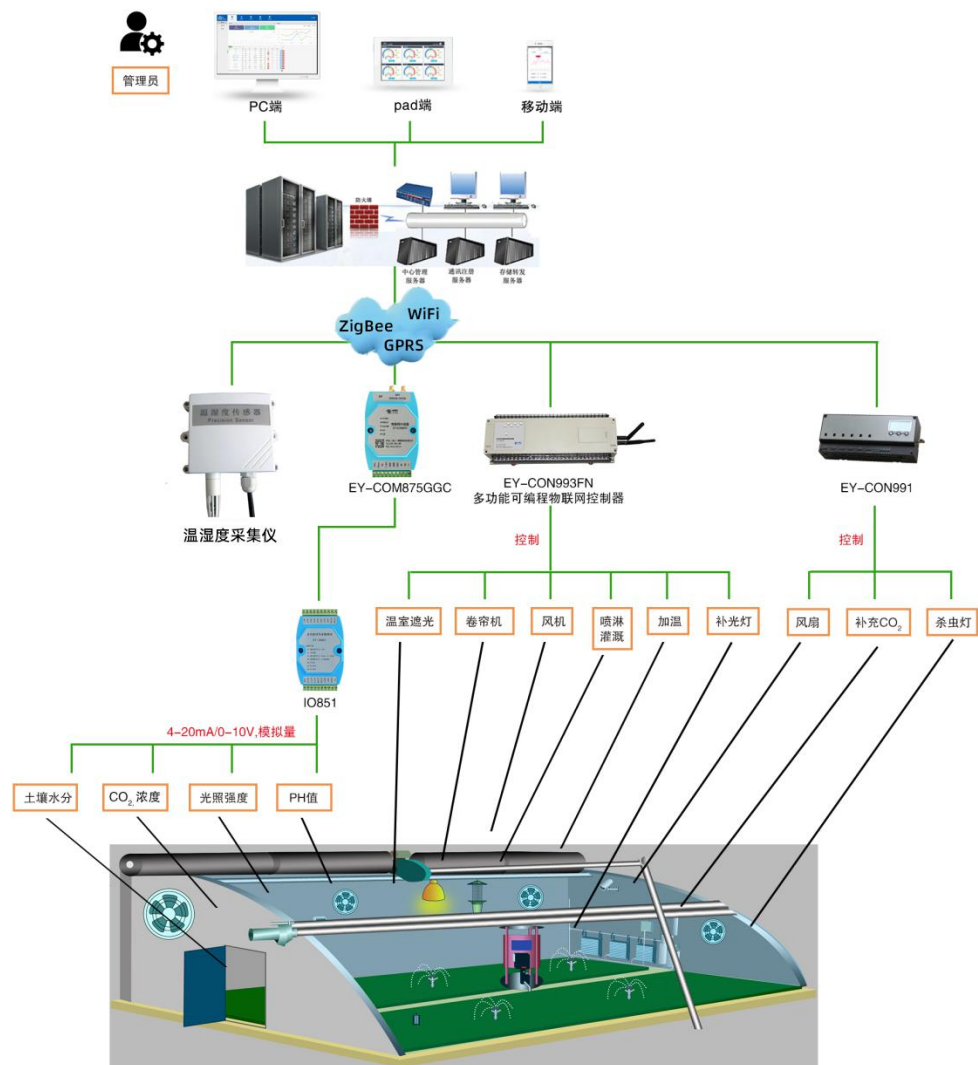 管理员
PC端
pad端
移动端
防火墙
中心管理
服务器
通讯注册
服务器
存储转发
服务器
ZigBee
WiFi
GPRS
温湿度传感器
Precision Sensor
温湿度采集仪
EY-COM875GGC
EY-CON993FN
多功能可编程物联网控制器
EY-CON991
控制
控制
温室遮光
卷帘机
风机
喷淋
灌溉
加温
补光灯
风扇
补充CO₂
杀虫灯
IO851
4-20mA/0-10V,模拟量
土壤水分
CO₂浓度
光照强度
PH值